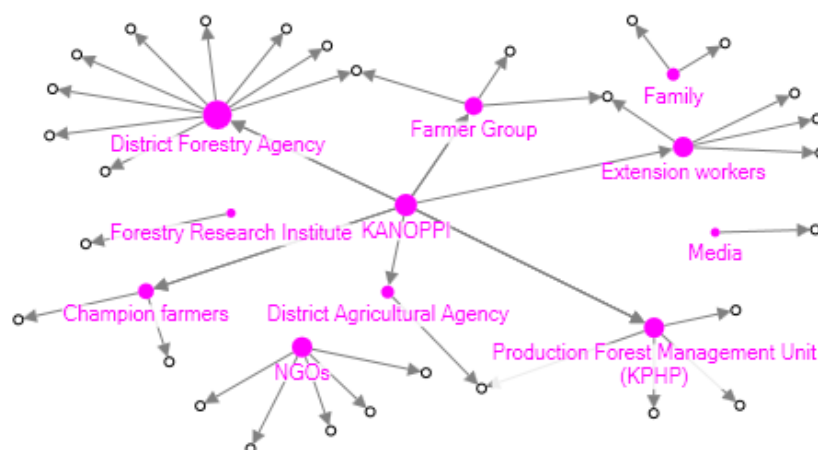 Family
District Forestry Agency
Farmer Group
Extension workers
Forestry Research Institute
KANOPPI
Media
Champion farmers
District Agricultural Agency
Production Forest Management Unit
(KPHP)
NGOs